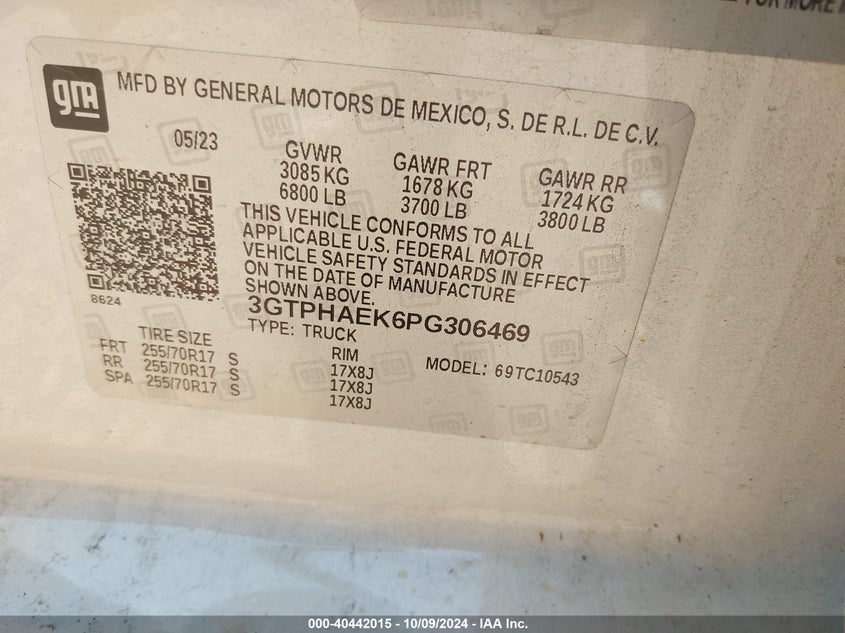 FOR MORE
gm
MFD BY GENERAL MOTORS DE MEXICO, S. DE R.L. DE C.V.
05/23
GVWR GAWR FRT GAWR RR
3085 KG 1678 KG 1724 KG
6800 LB 3700 LB 3800 LB
THIS VEHICLE CONFORMS TO ALL
APPLICABLE U.S. FEDERAL MOTOR
VEHICLE SAFETY STANDARDS IN EFFECT
ON THE DATE OF MANUFACTURE
SHOWN ABOVE.
8624
3GTPHAEK6PG306469
TYPE: TRUCK
TIRE SIZE RIM MODEL: 69TC10543
FRT 255/70R17 S 17X8J
RR 255/70R17 S 17X8J
SPA 255/70R17 S 17X8J
000-40442015 - 10/09/2024 - IAA Inc.